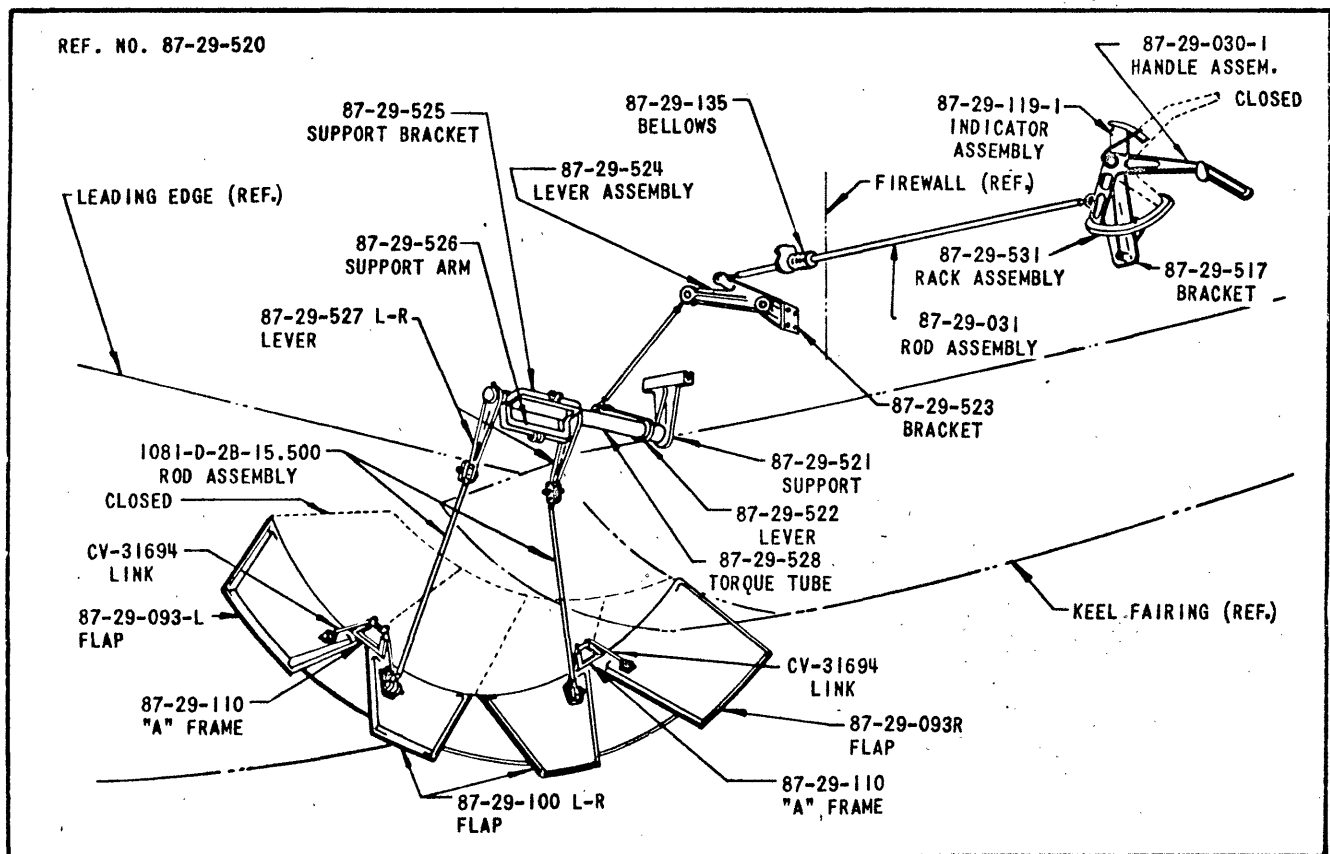 REF. NO. 87-29-520
87-29-030-1
HANDLE ASSEM.
CLOSED
87-29-119-1
INDICATOR
ASSEMBLY
87-29-135
BELLOWS
87-29-525
SUPPORT BRACKET
87-29-524
LEVER ASSEMBLY
FIREWALL (REF.)
LEADING EDGE (REF.)
87-29-526
SUPPORT ARM
87-29-531
RACK ASSEMBLY
87-29-517
BRACKET
87-29-527 L-R
LEVER
87-29-031
ROD ASSEMBLY
87-29-523
BRACKET
1081-D-2B-15.500
ROD ASSEMBLY
87-29-521
SUPPORT
CLOSED
87-29-522
LEVER
CV-31694
LINK
87-29-528
TORQUE TUBE
87-29-093-L
FLAP
KEEL FAIRING (REF.)
CV-31694
LINK
87-29-110
"A" FRAME
87-29-093R
FLAP
87-29-110
"A" FRAME
87-29-100 L-R
FLAP